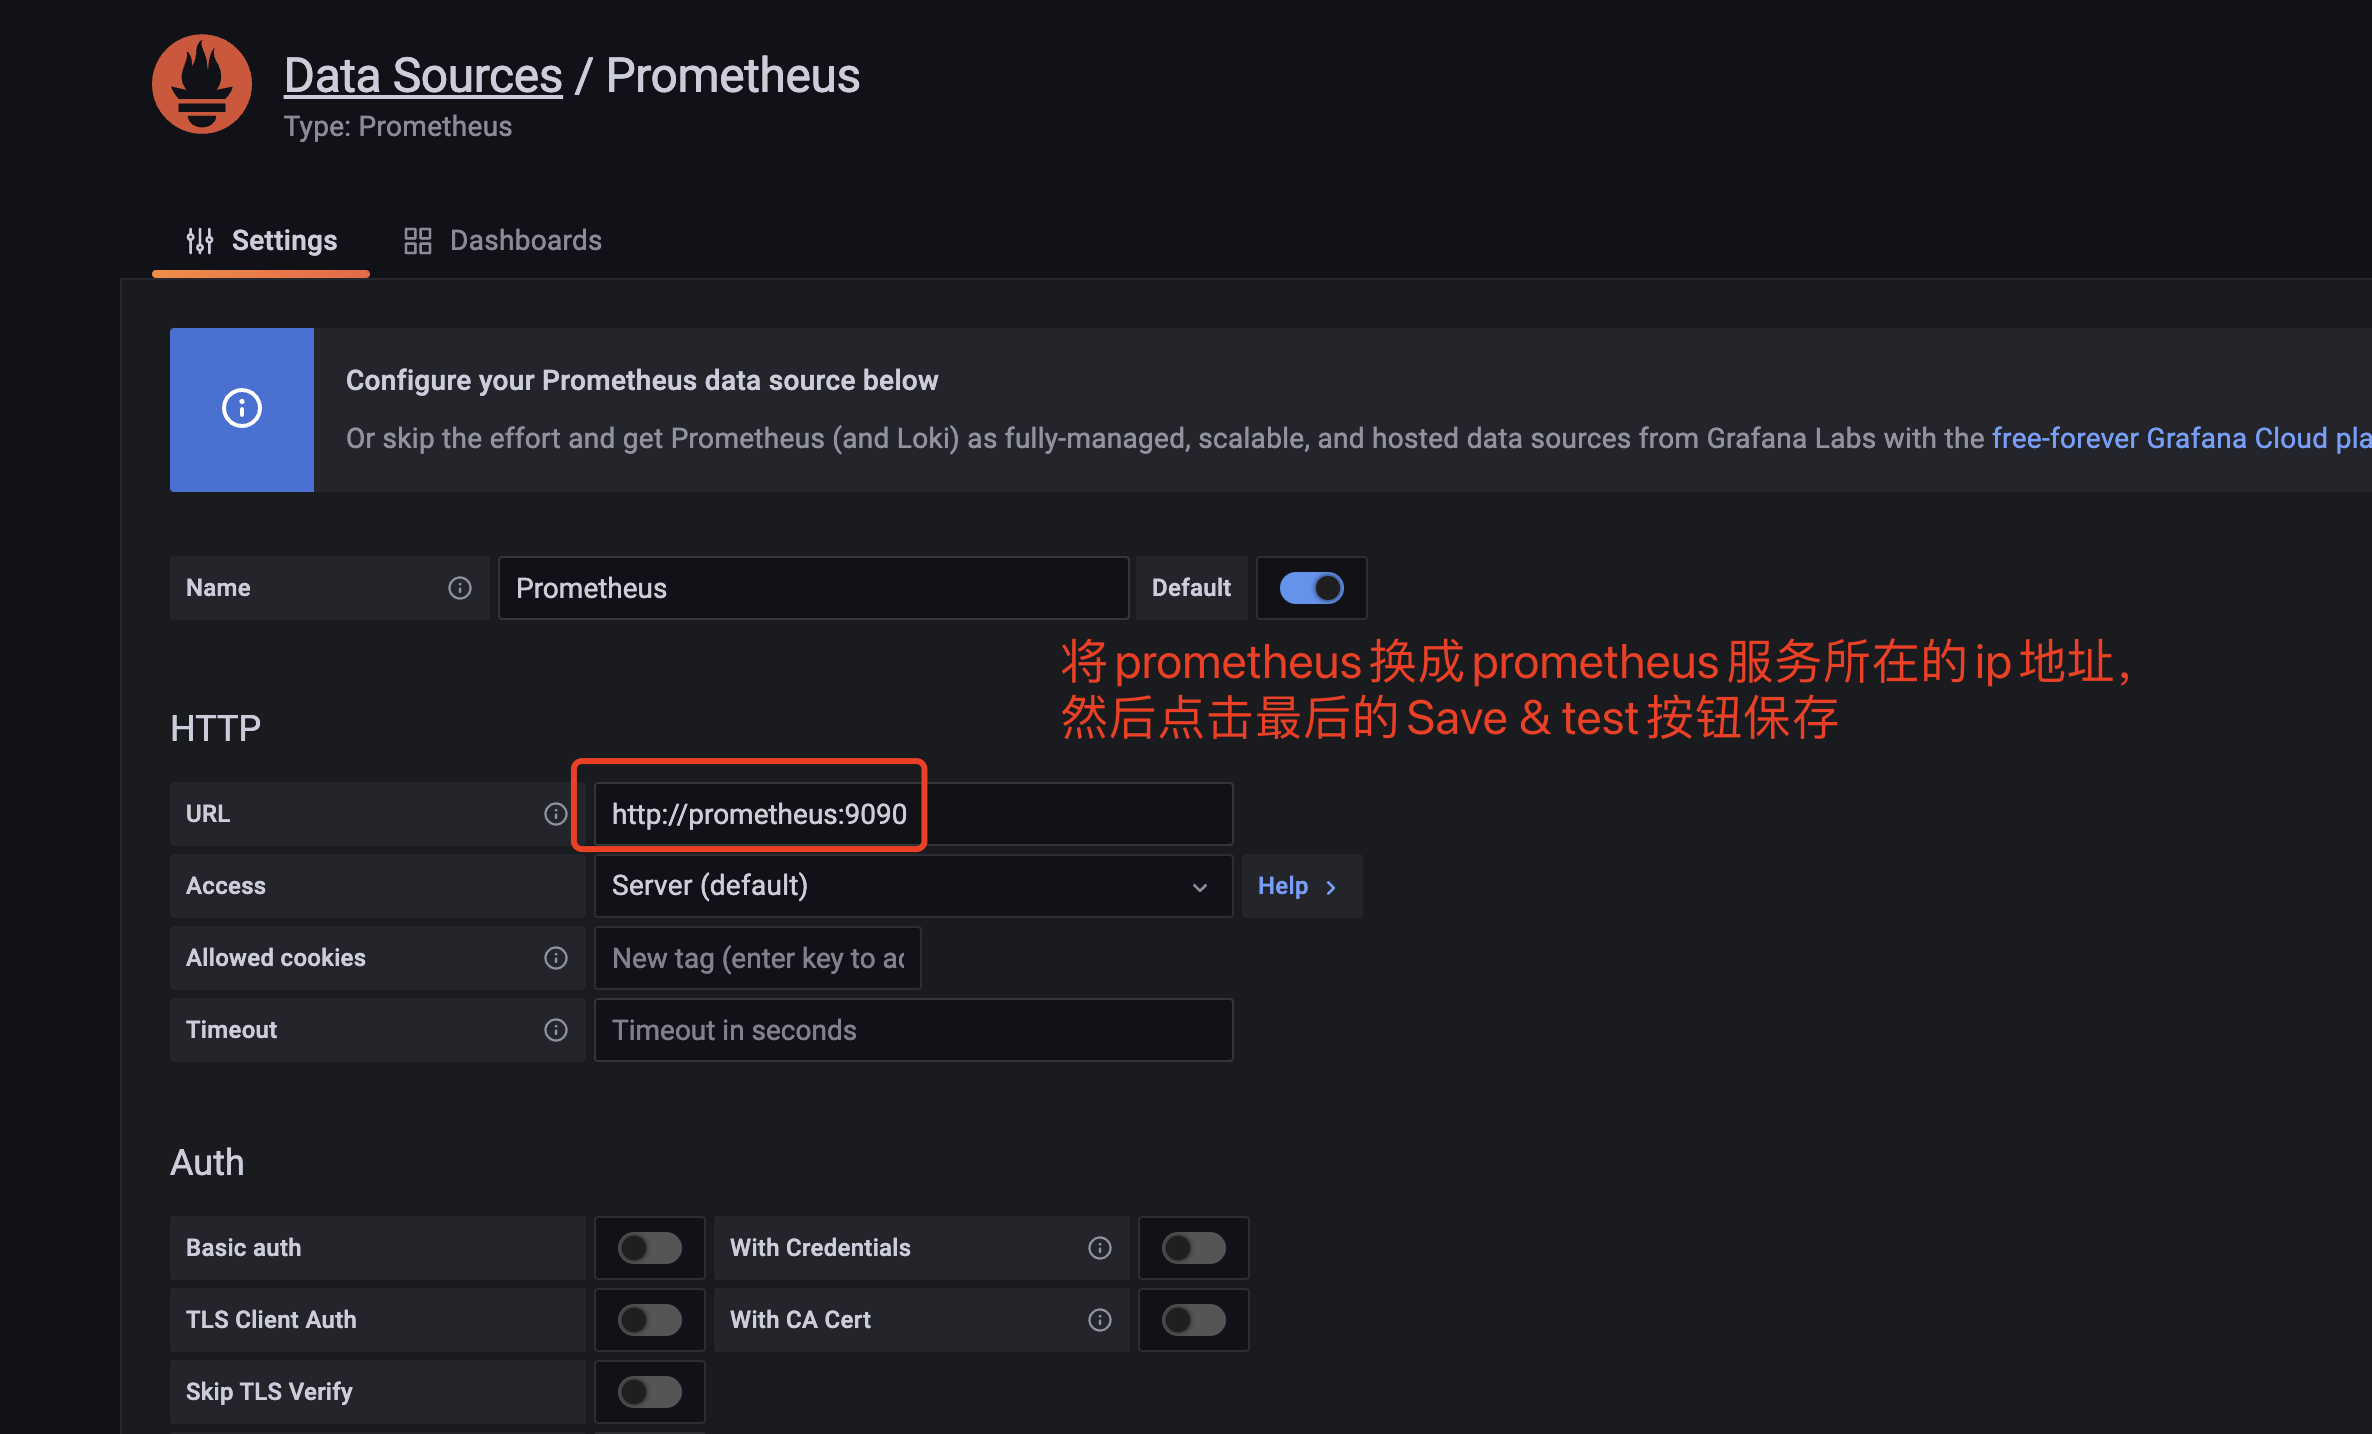 Data Sources / Prometheus
Type: Prometheus
Settings
Dashboards
Configure your Prometheus data source below
Or skip the effort and get Prometheus (and Loki) as fully-managed, scalable, and hosted data sources from Grafana Labs with the free-forever Grafana Cloud pla
Name
Prometheus
Default
将prometheus换成prometheus服务所在的ip地址，
然后点击最后的Save & test按钮保存
HTTP
URL
http://prometheus:9090
Access
Server (default)
Help
Allowed cookies
New tag (enter key to ac
Timeout
Timeout in seconds
Auth
Basic auth
With Credentials
TLS Client Auth
With CA Cert
Skip TLS Verify